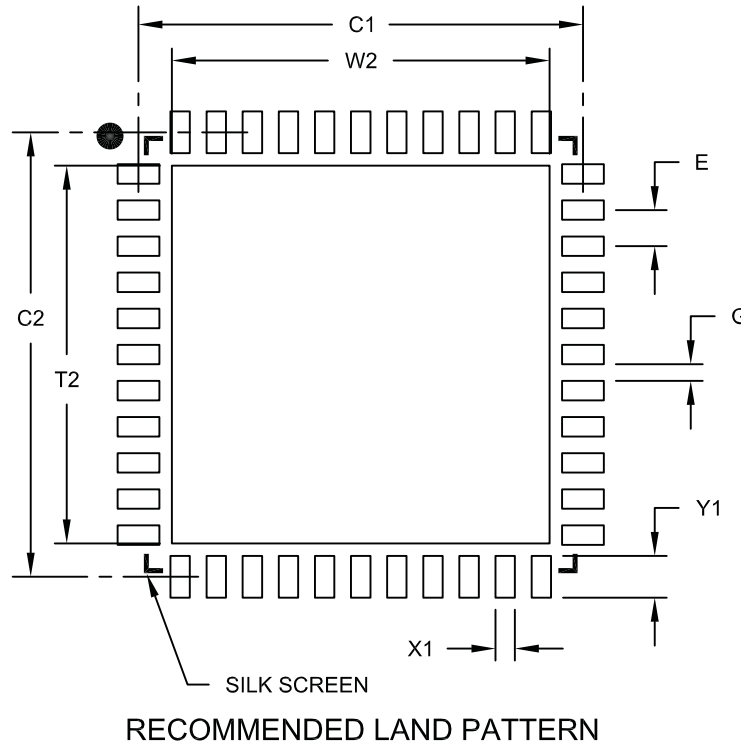 C1
W2
E
C2
G
T2
Y1
X1
SILK SCREEN
RECOMMENDED LAND PATTERN